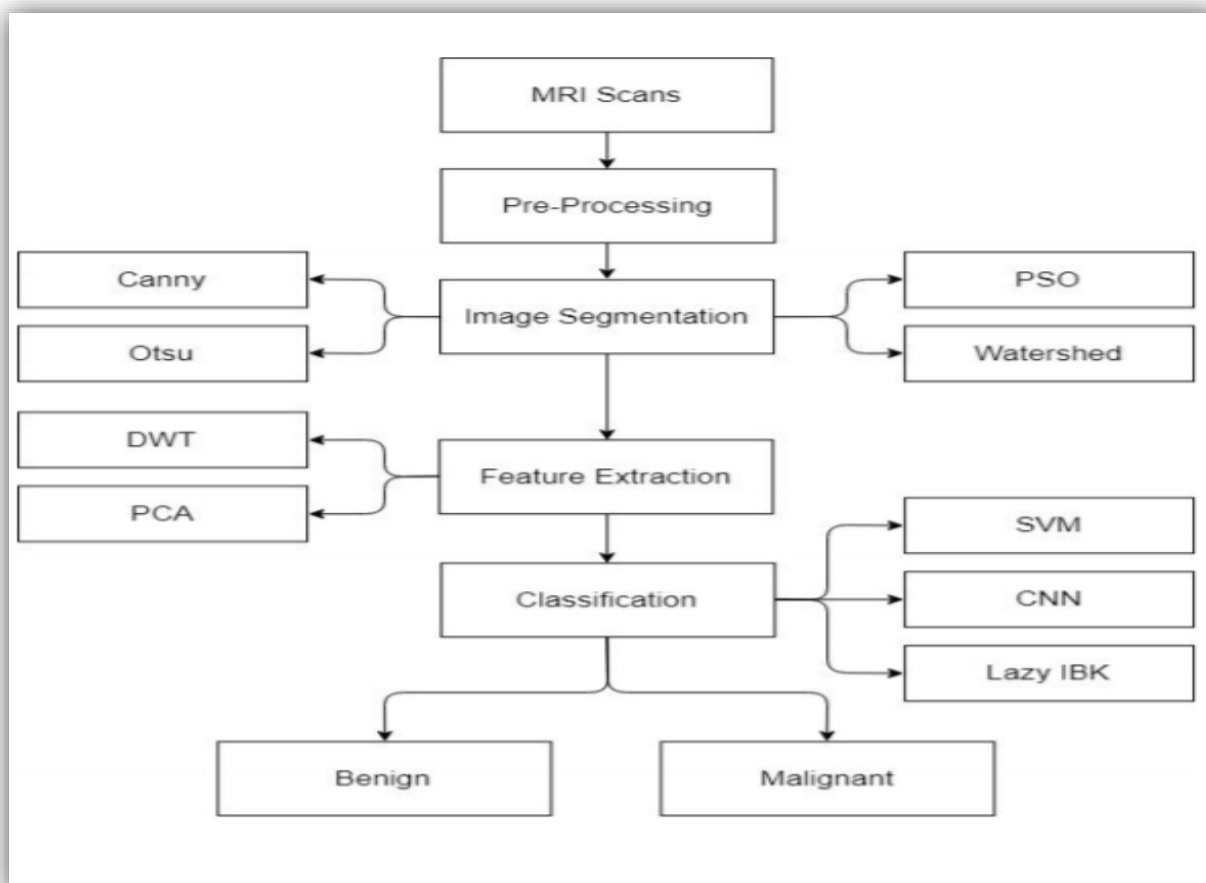 MRI Scans
Pre-Processing
Canny
PSO
Image Segmentation
Otsu
Watershed
DWT
Feature Extraction
PCA
SVM
Classification
CNN
Lazy IBK
Benign
Malignant